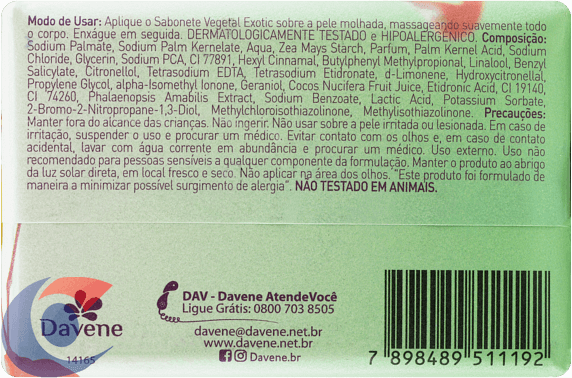 Modo de Usar: Aplique o Sabonete Vegetal Exotic sobre a pele molhada, massageando suavemente todo
o corpo. Enxágue em seguida. DERMATOLOGICAMENTE TESTADO e HIPOALERGÊNICO. Composição:
Sodium Palmate, Sodium Palm Kernelate, Aqua, Zea Mays Starch, Parfum, Palm Kernel Acid, Sodium
Chloride, Glycerin, Sodium PCA, CI 77891, Hexyl Cinnamal, Butylphenyl Methylpropional, Linalool, Benzyl
Salicylate, Citronellol, Tetrasodium EDTA, Tetrasodium Etidronate, d-Limonene, Hydroxycitronellal,
Propylene Glycol, alpha-Isomethyl Ionone, Geraniol, Cocos Nucifera Fruit Juice, Etidronic Acid, CI 19140,
CI 74260, Phalaenopsis Amabilis Extract, Sodium Benzoate, Lactic Acid, Potassium Sorbate,
2-Bromo-2-Nitropropane-1,3-Diol, Methylchloroisothiazolinone, Methylisothiazolinone. Precauções:
Manter fora do alcance das crianças. Não ingerir. Não usar sobre a pele irritada ou lesionada. Em caso de
irritação, suspender o uso e procurar um médico. Evitar contato com os olhos e, em caso de contato
acidental, lavar com água corrente em abundância e procurar um médico. Uso externo. Uso não
recomendado para pessoas sensíveis a qualquer componente da formulação. Manter o produto ao abrigo
da luz solar direta, em local fresco e seco. Não aplicar na área dos olhos. "Este produto foi formulado de
maneira a minimizar possível surgimento de alergia". NÃO TESTADO EM ANIMAIS.
DAV - Davene AtendeVocê
Ligue Grátis: 0800 703 8505
davene@davene.net.br
www.davene.net.br
Davene.br
Davene
14165
7 898489 511192